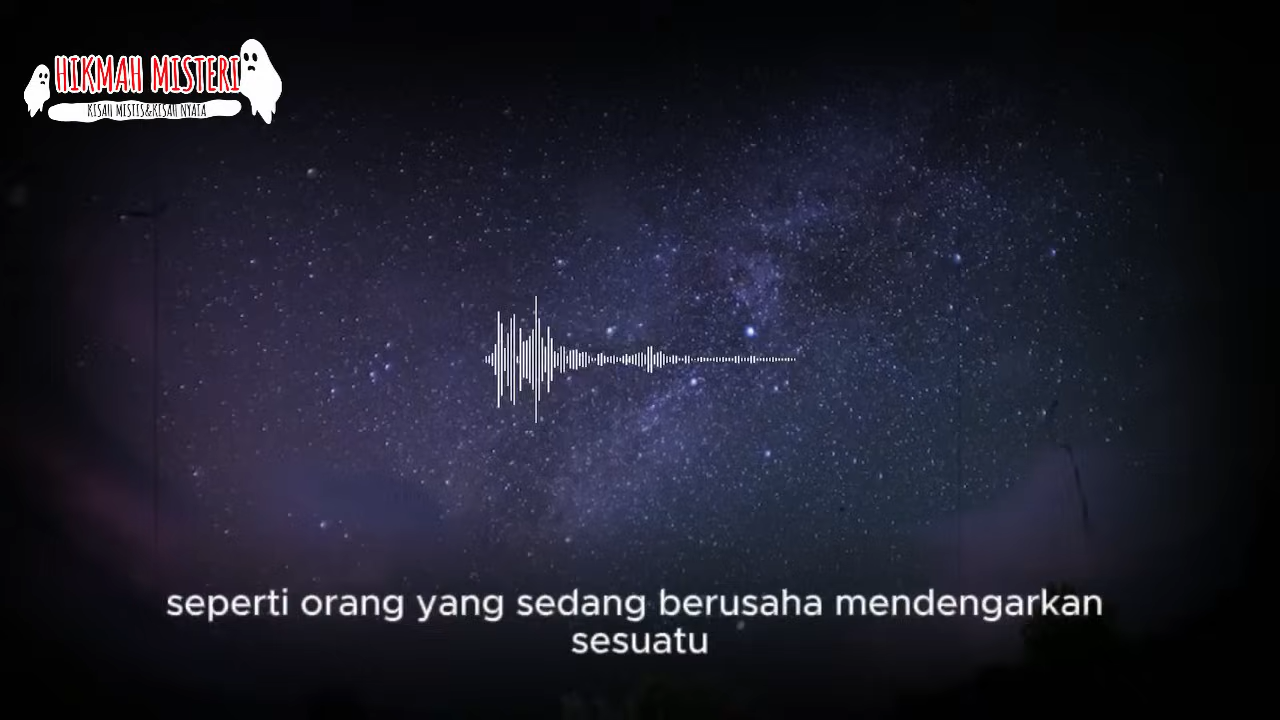 HIKMAH MISTERI
KISAH MISTIS&KISAH NYATA
seperti orang yang sedang berusaha mendengarkan
sesuatu